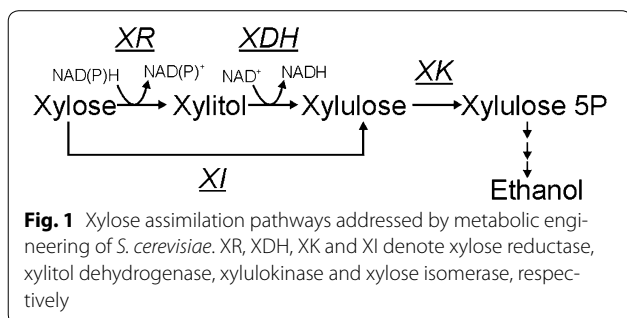 XR XDH
XK
NAD(P)H NAD(P)⁺ NAD⁺ NADH
Xylose Xylitol Xylulose Xylulose 5P
XI
Ethanol
Fig. 1 Xylose assimilation pathways addressed by metabolic engi-
neering of S. cerevisiae. XR, XDH, XK and XI denote xylose reductase,
xylitol dehydrogenase, xylulokinase and xylose isomerase, respec-
tively